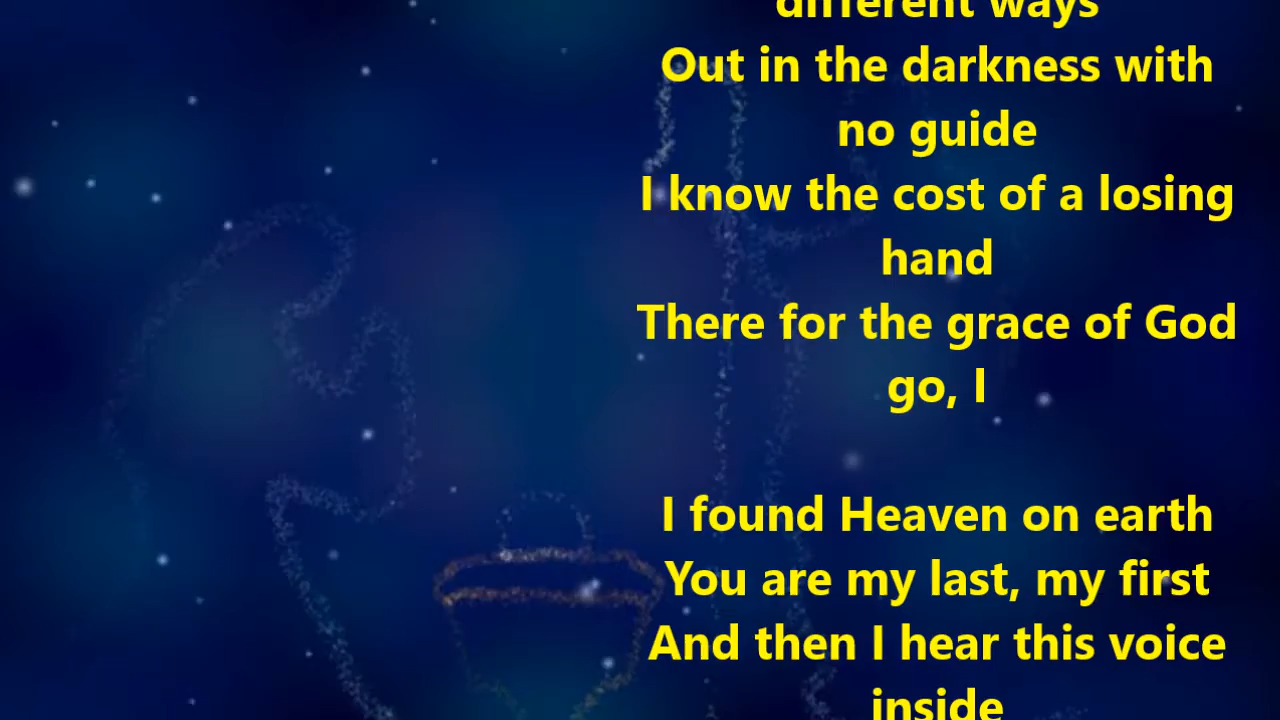 different ways
Out in the darkness with
no guide
I know the cost of a losing
hand
There for the grace of God
go, I
I found Heaven on earth
You are my last, my first
And then I hear this voice
inside